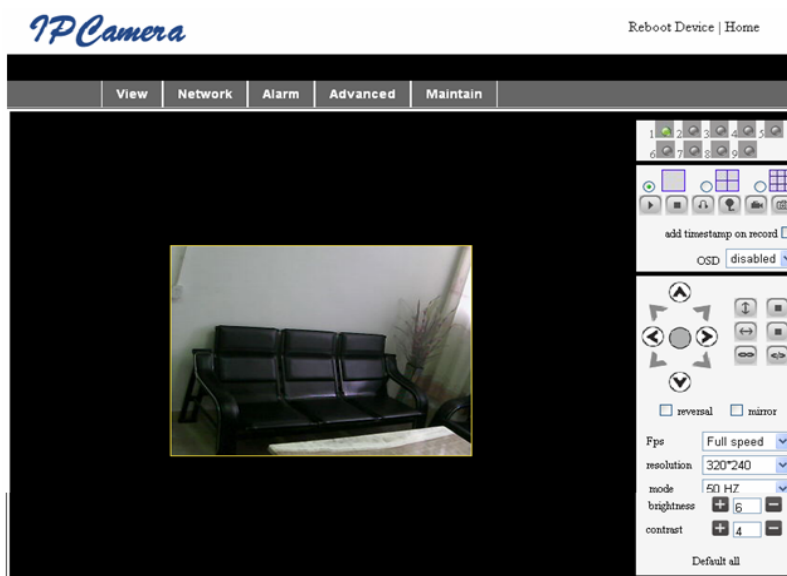 IPCamera
Reboot Device | Home
View Network Alarm Advanced Maintain
1 2 3 4 5
6 7 8 9
add timestamp on record
OSD disabled
reversal mirror
Fps Full speed
resolution 320*240
mode 50 HZ
brightness 6
contrast 4
Default all